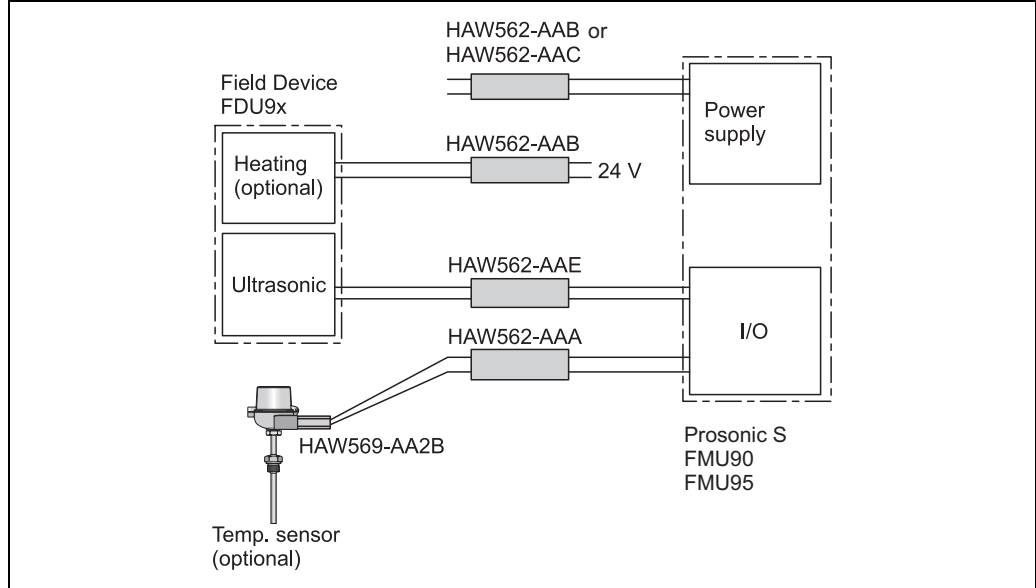 HAW562-AAB or
HAW562-AAC
Field Device
FDU9x
Power
supply
HAW562-AAB
Heating
(optional)
24 V
HAW562-AAE
Ultrasonic
I/O
HAW562-AAA
HAW569-AA2B
Prosonic S
FMU90
FMU95
Temp. sensor
(optional)